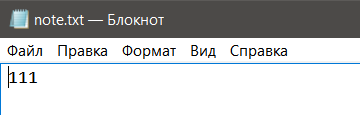 note.txt — Блокнот
Файл Правка Формат Вид Справка
111